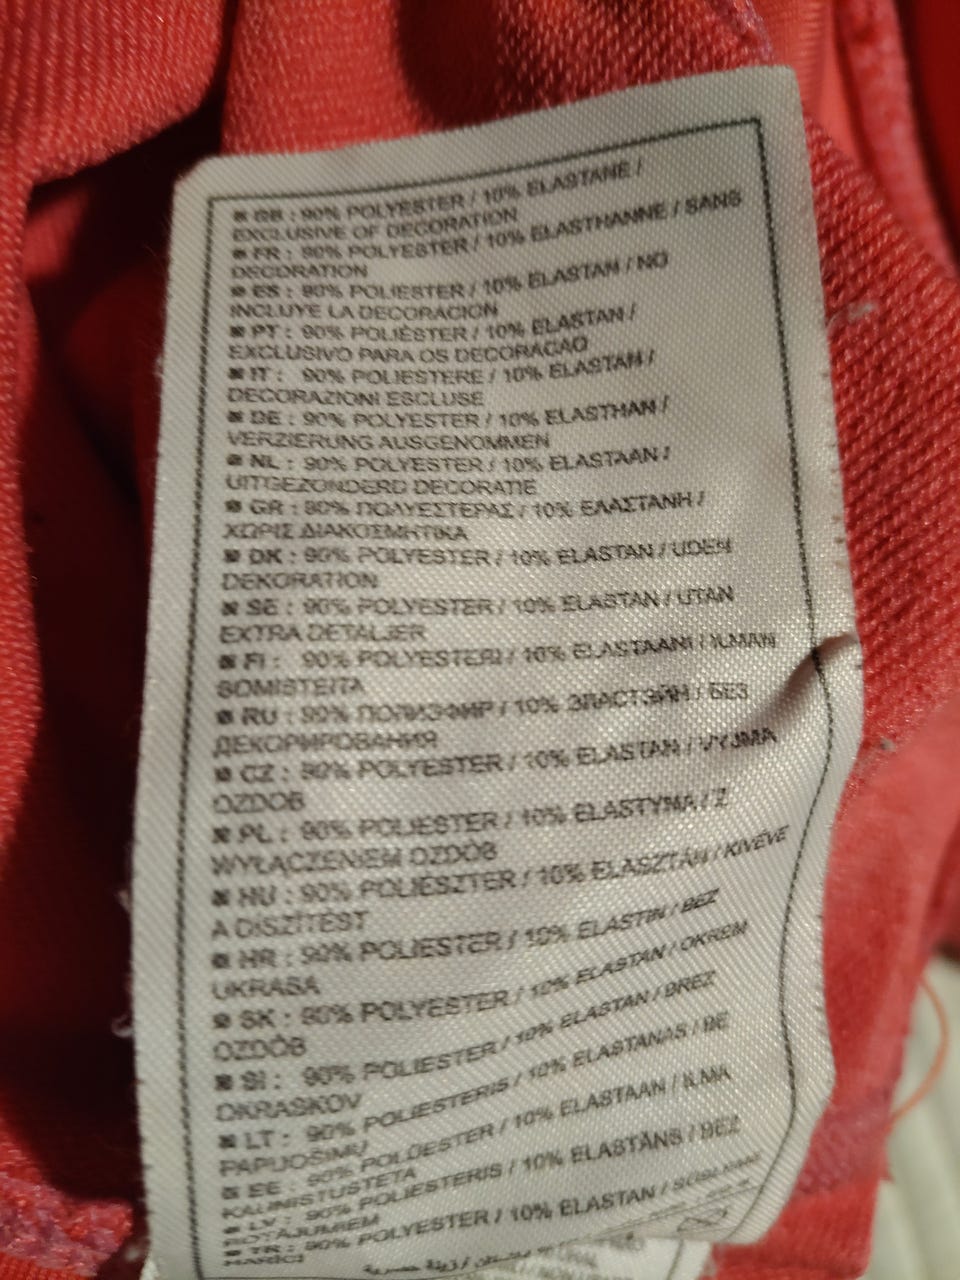 GB : 90% POLYESTER / 10% ELASTANE /
EXCLUSIVE OF DECORATION
FR : 90% POLYESTER / 10% ELASTHANNE / SANS
DECORATION
ES : 90% POLIESTER / 10% ELASTAN / NO
INCLUYE LA DECORACION
PT : 90% POLIÉSTER / 10% ELASTAN /
EXCLUSIVO PARA OS DECORACAO
IT : 90% POLIESTERE / 10% ELASTAN /
DECORAZIONI ESCLUSE
DE : 90% POLYESTER / 10% ELASTHAN /
VERZIERUNG AUSGENOMMEN
NL : 90% POLYESTER / 10% ELASTAAN /
UITGEZONDERD DECORATIE
GR : 90% ΠΟΛΥΕΣΤΕΡΑΣ / 10% ΕΛΑΣΤΑΝΗ /
ΧΩΡΙΣ ΔΙΑΚΟΣΜΗΤΙΚΑ
DK : 90% POLYESTER / 10% ELASTAN / UDEN
DEKORATION
SE : 90% POLYESTER / 10% ELASTAN / UTAN
EXTRA DETALJER
FI : 90% POLYESTERI / 10% ELASTAANI / ILMAN
SOMISTEITA
RU : 90% ПОЛИЭФИР / 10% ЭЛАСТЭЙН / БЕЗ
ДЕКОРИРОВАНИЯ
CZ : 90% POLYESTER / 10% ELASTAN / VYJMA
OZDOB
PL : 90% POLIESTER / 10% ELASTYNA / Z
WYŁĄCZENIEM OZDÓB
HU : 90% POLIÉSZTER / 10% ELASZTÁN / KIVÉVE
A DÍSZÍTÉST
HR : 90% POLIESTER / 10% ELASTIN / BEZ
UKRASA
SK : 90% POLYESTER / 10% ELASTAN / OKREM
OZDÔB
SI : 90% POLIESTER / 10% ELASTAN / BREZ
OKRASKOV
LT : 90% POLIESTERIS / 10% ELASTANAS / BE
PAPUOŠIMŲ
EE : 90% POLÜESTER / 10% ELASTAAN / ILMA
KAUNISTUSTETA
LV : 90% POLIESTERIS / 10% ELASTĀNS / BEZ
ROTĀJUMIEM
TR : 90% POLYESTER / 10% ELASTAN /
HARİCİ